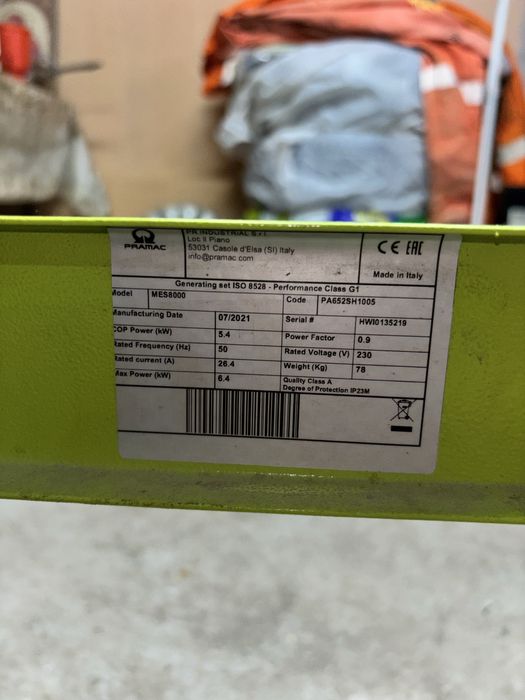 PRAMAC
PR INDUSTRIAL S.r.l.
Loc Il Piano
53031 Casole d'Elsa (SI) Italy
info@pramac.com
CE EAC
Made in Italy
Generating set ISO 8528 - Performance Class G1
Model MES8000 Code PA652SH1005
Manufacturing Date 07/2021 Serial # HWI0135219
COP Power (kW) 5.4 Power Factor 0.9
Rated Frequency (Hz) 50 Rated Voltage (V) 230
Rated current (A) 26.4 Weight (Kg) 78
Max Power (kW) 6.4 Quality Class A
Degree of Protection IP23M